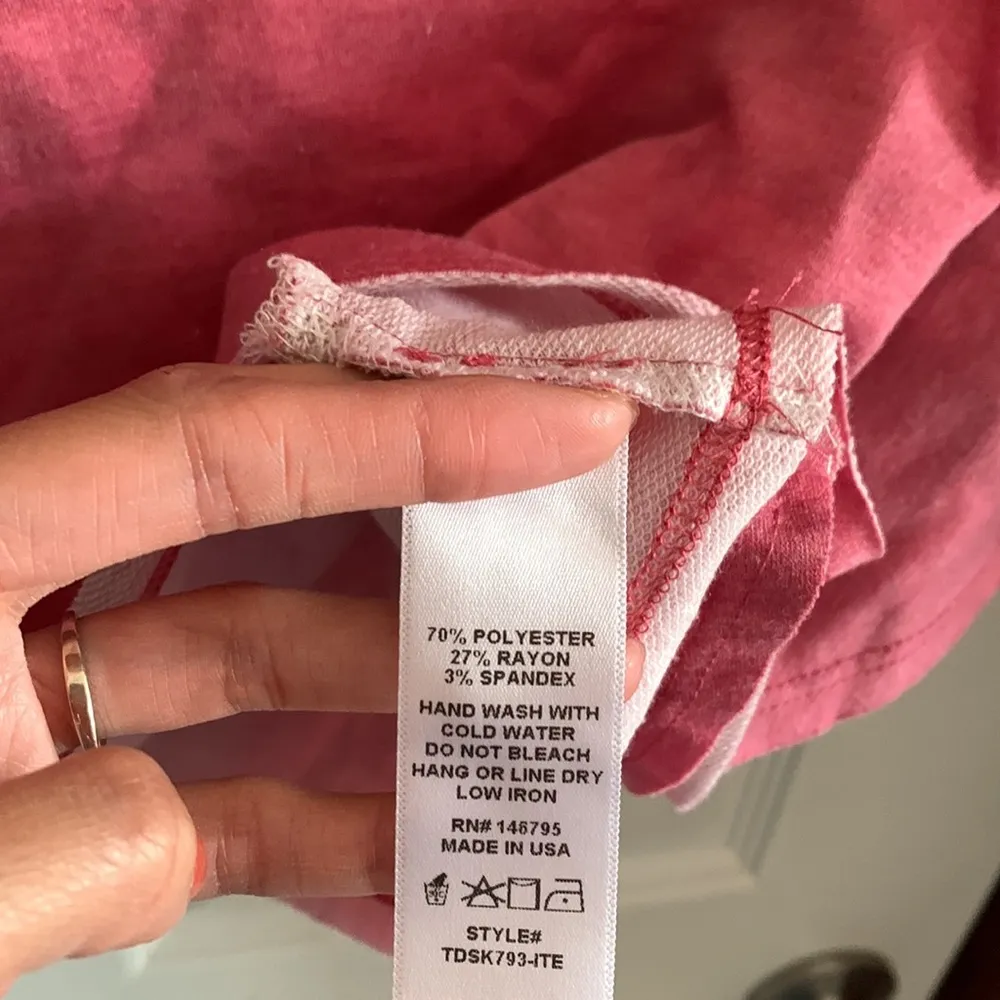 70% POLYESTER
27% RAYON
3% SPANDEX
HAND WASH WITH
COLD WATER
DO NOT BLEACH
HANG OR LINE DRY
LOW IRON
RN# 146795
MADE IN USA
STYLE#
TDSK793-ITE